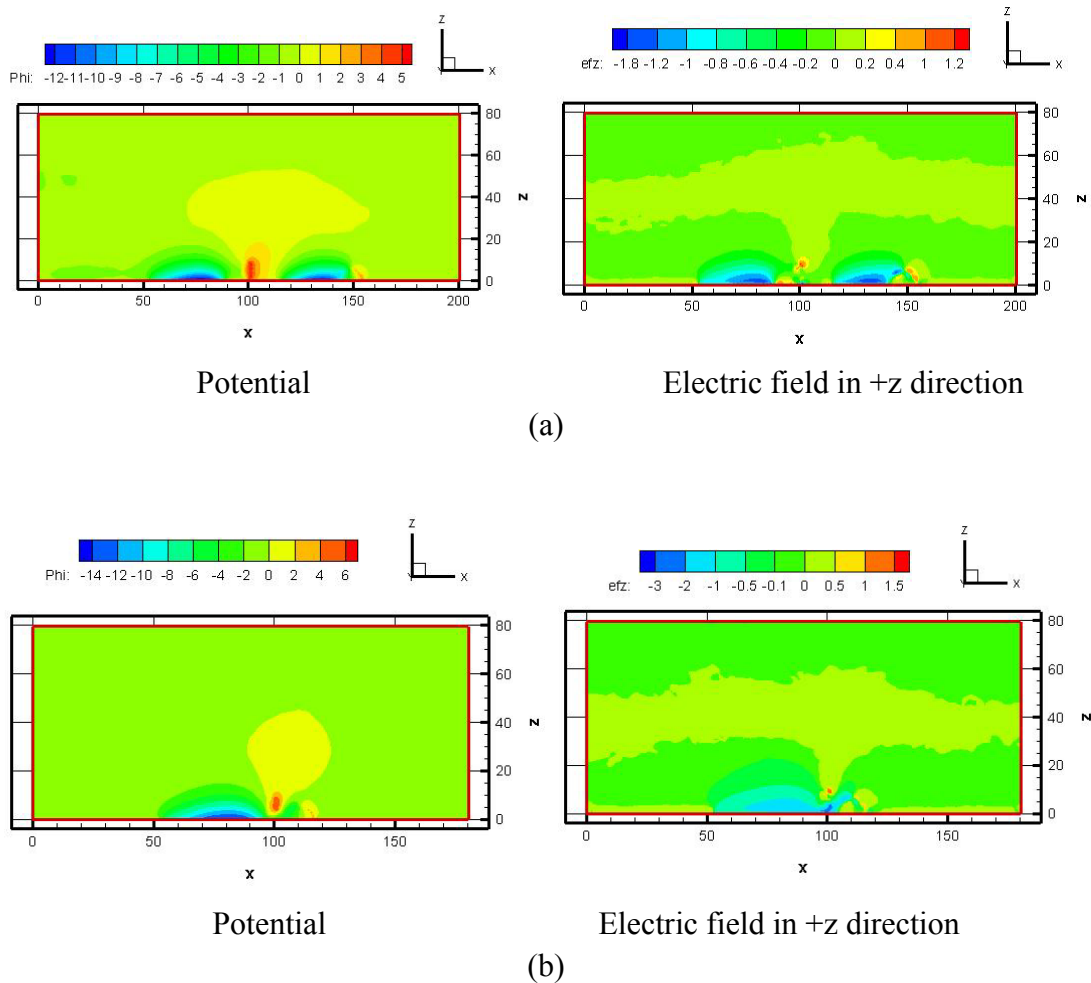 z
x
Phi: -12 -11 -10 -9 -8 -7 -6 -5 -4 -3 -2 -1 0 1 2 3 4 5
80
60
40
20
0
z
0 50 100 150 200
x
Potential
z
x
efz: -1.8 -1.2 -1 -0.8 -0.6 -0.4 -0.2 0 0.2 0.4 1 1.2
80
60
40
20
0
z
0 50 100 150 200
x
Electric field in +z direction
(a)
z
x
Phi: -14 -12 -10 -8 -6 -4 -2 0 2 4 6
80
60
40
20
0
z
0 50 100 150
x
Potential
z
x
efz: -3 -2 -1 -0.5 -0.1 0 0.5 1 1.5
80
60
40
20
0
z
0 50 100 150
x
Electric field in +z direction
(b)